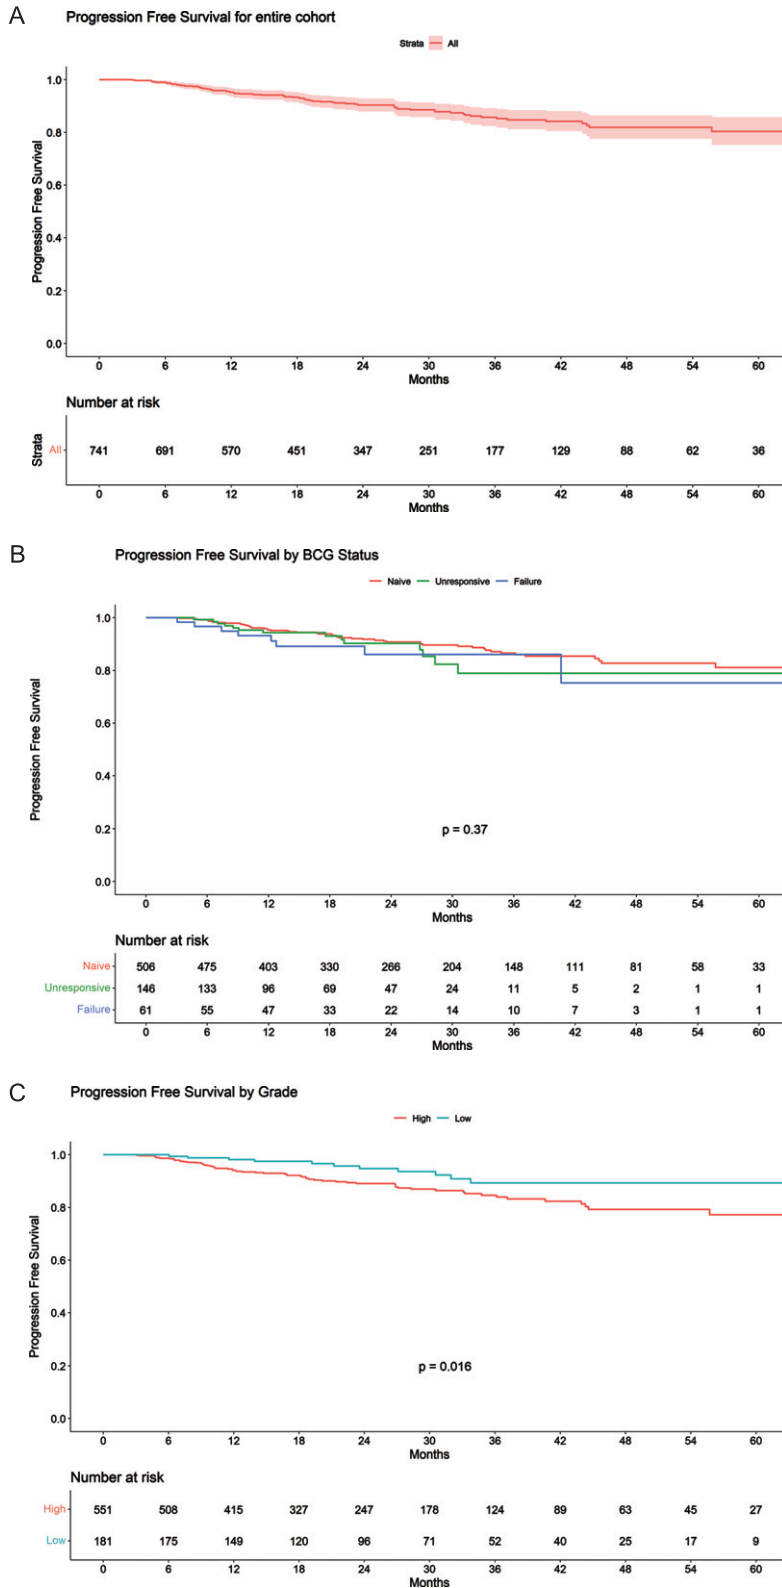 A
Progression Free Survival for entire cohort
Strata All
Progression Free Survival
1.0
0.8
0.6
0.4
0.2
0.0
0 6 12 18 24 30 36 42 48 54 60
Months
Number at risk
Strata
All 741 691 570 451 347 251 177 129 88 62 36
0 6 12 18 24 30 36 42 48 54 60
Months
B
Progression Free Survival by BCG Status
Naive Unresponsive Failure
Progression Free Survival
1.0
0.8
0.6
0.4
0.2
0.0
p = 0.37
0 6 12 18 24 30 36 42 48 54 60
Months
Number at risk
Naive 506 475 403 330 266 204 148 111 81 58 33
Unresponsive 146 133 96 69 47 24 11 5 2 1 1
Failure 61 55 47 33 22 14 10 7 3 1 1
0 6 12 18 24 30 36 42 48 54 60
Months
C
Progression Free Survival by Grade
High Low
Progression Free Survival
1.0
0.8
0.6
0.4
0.2
0.0
p = 0.016
0 6 12 18 24 30 36 42 48 54 60
Months
Number at risk
High 551 508 415 327 247 178 124 89 63 45 27
Low 181 175 149 120 96 71 52 40 25 17 9
0 6 12 18 24 30 36 42 48 54 60
Months